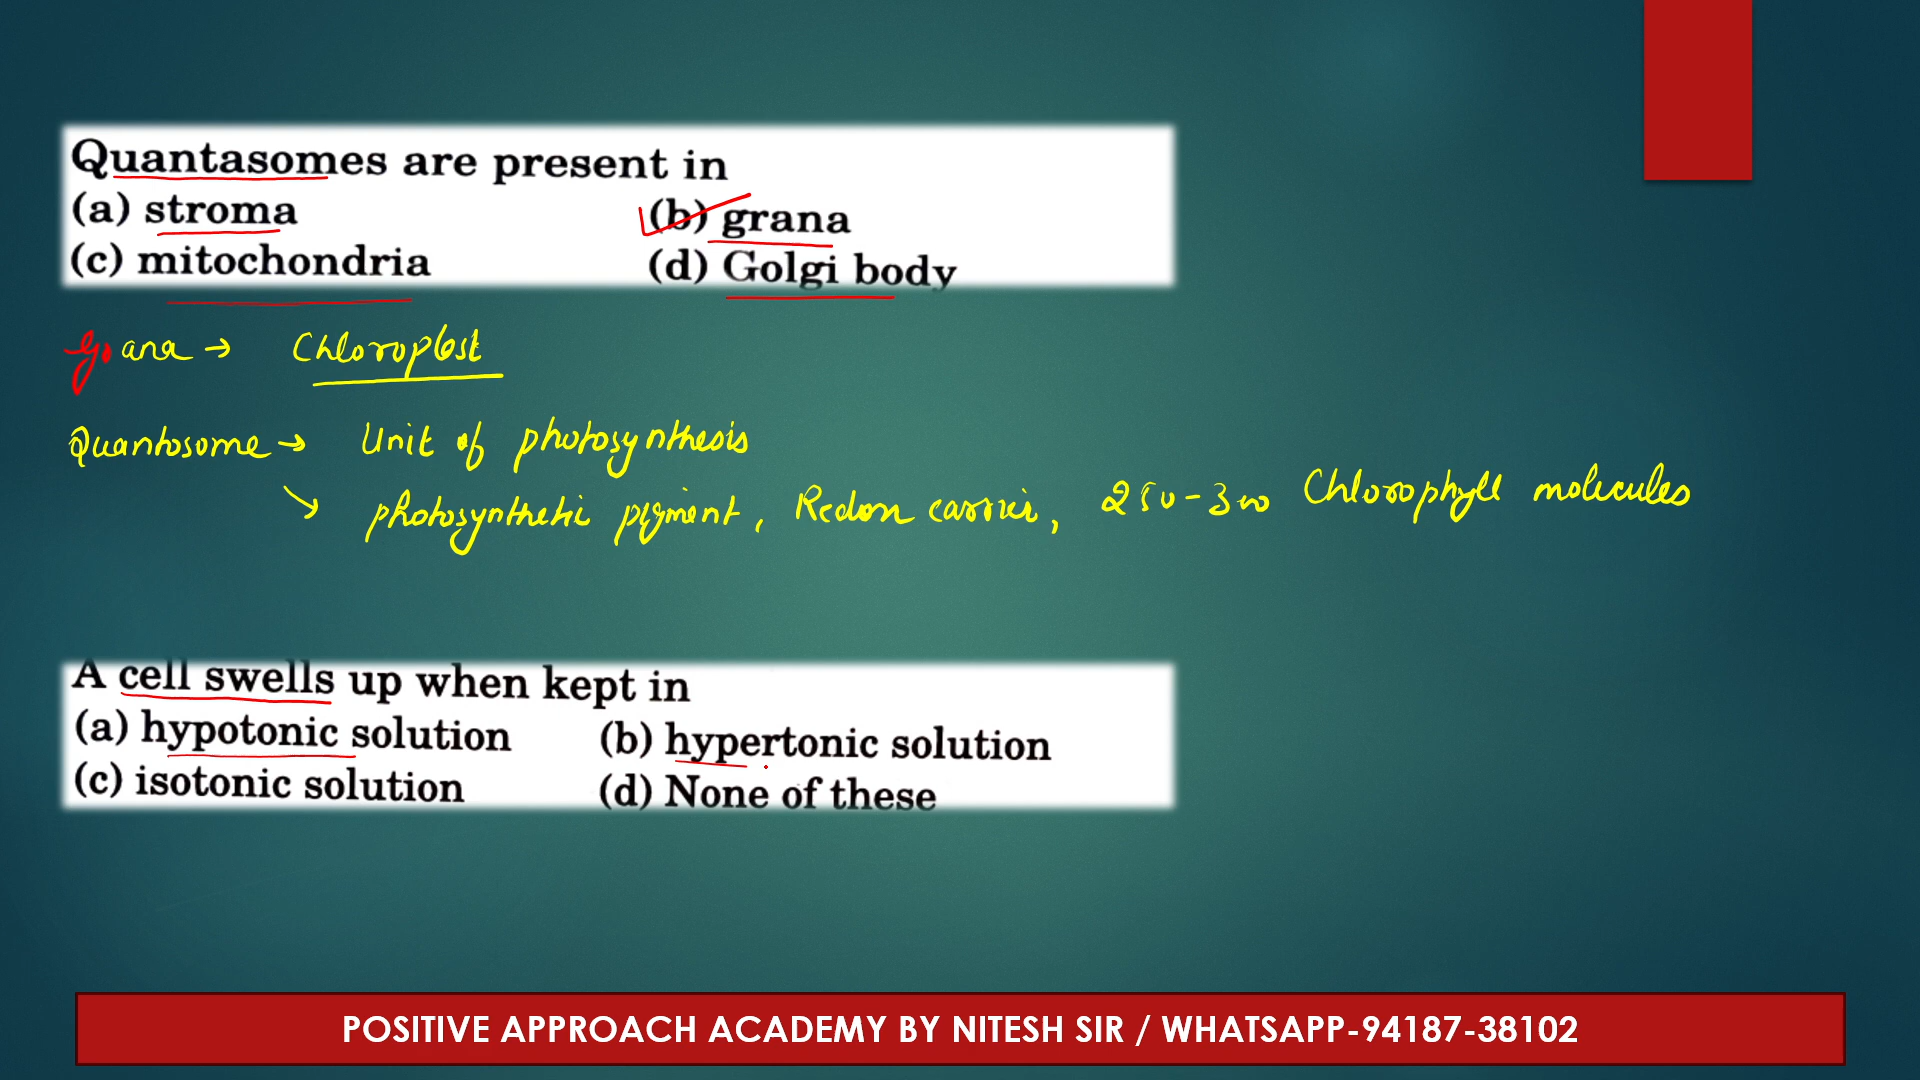 Quantasomes are present in
(a) stroma (b) grana
(c) mitochondria (d) Golgi body
grana → Chloroplast
Quantosome → Unit of photosynthesis
↘ photosynthetic pigment, Redox carrier, 250-300 Chlorophyll molecules
A cell swells up when kept in
(a) hypotonic solution (b) hypertonic solution
(c) isotonic solution (d) None of these
POSITIVE APPROACH ACADEMY BY NITESH SIR / WHATSAPP-94187-38102